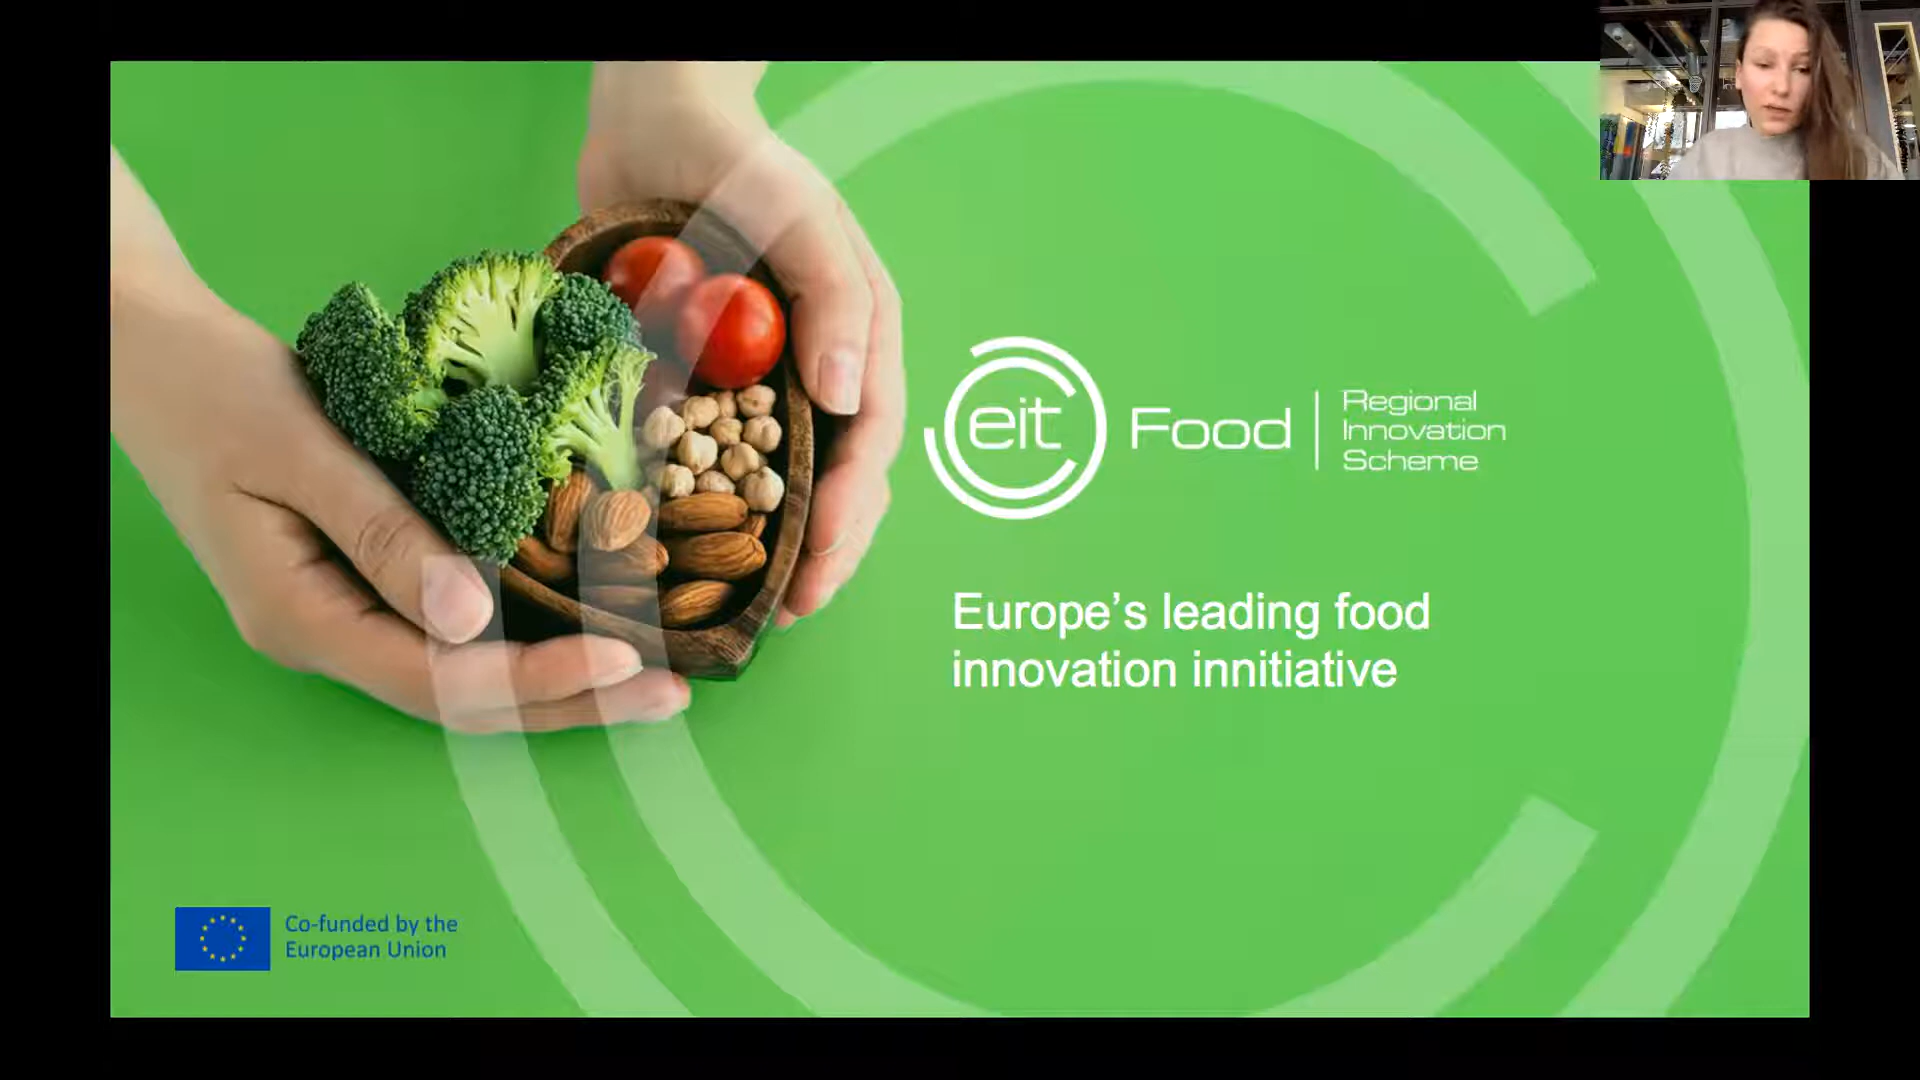 eit Food
Regional
Innovation
Scheme
Europe’s leading food
innovation innitiative
Co-funded by the
European Union